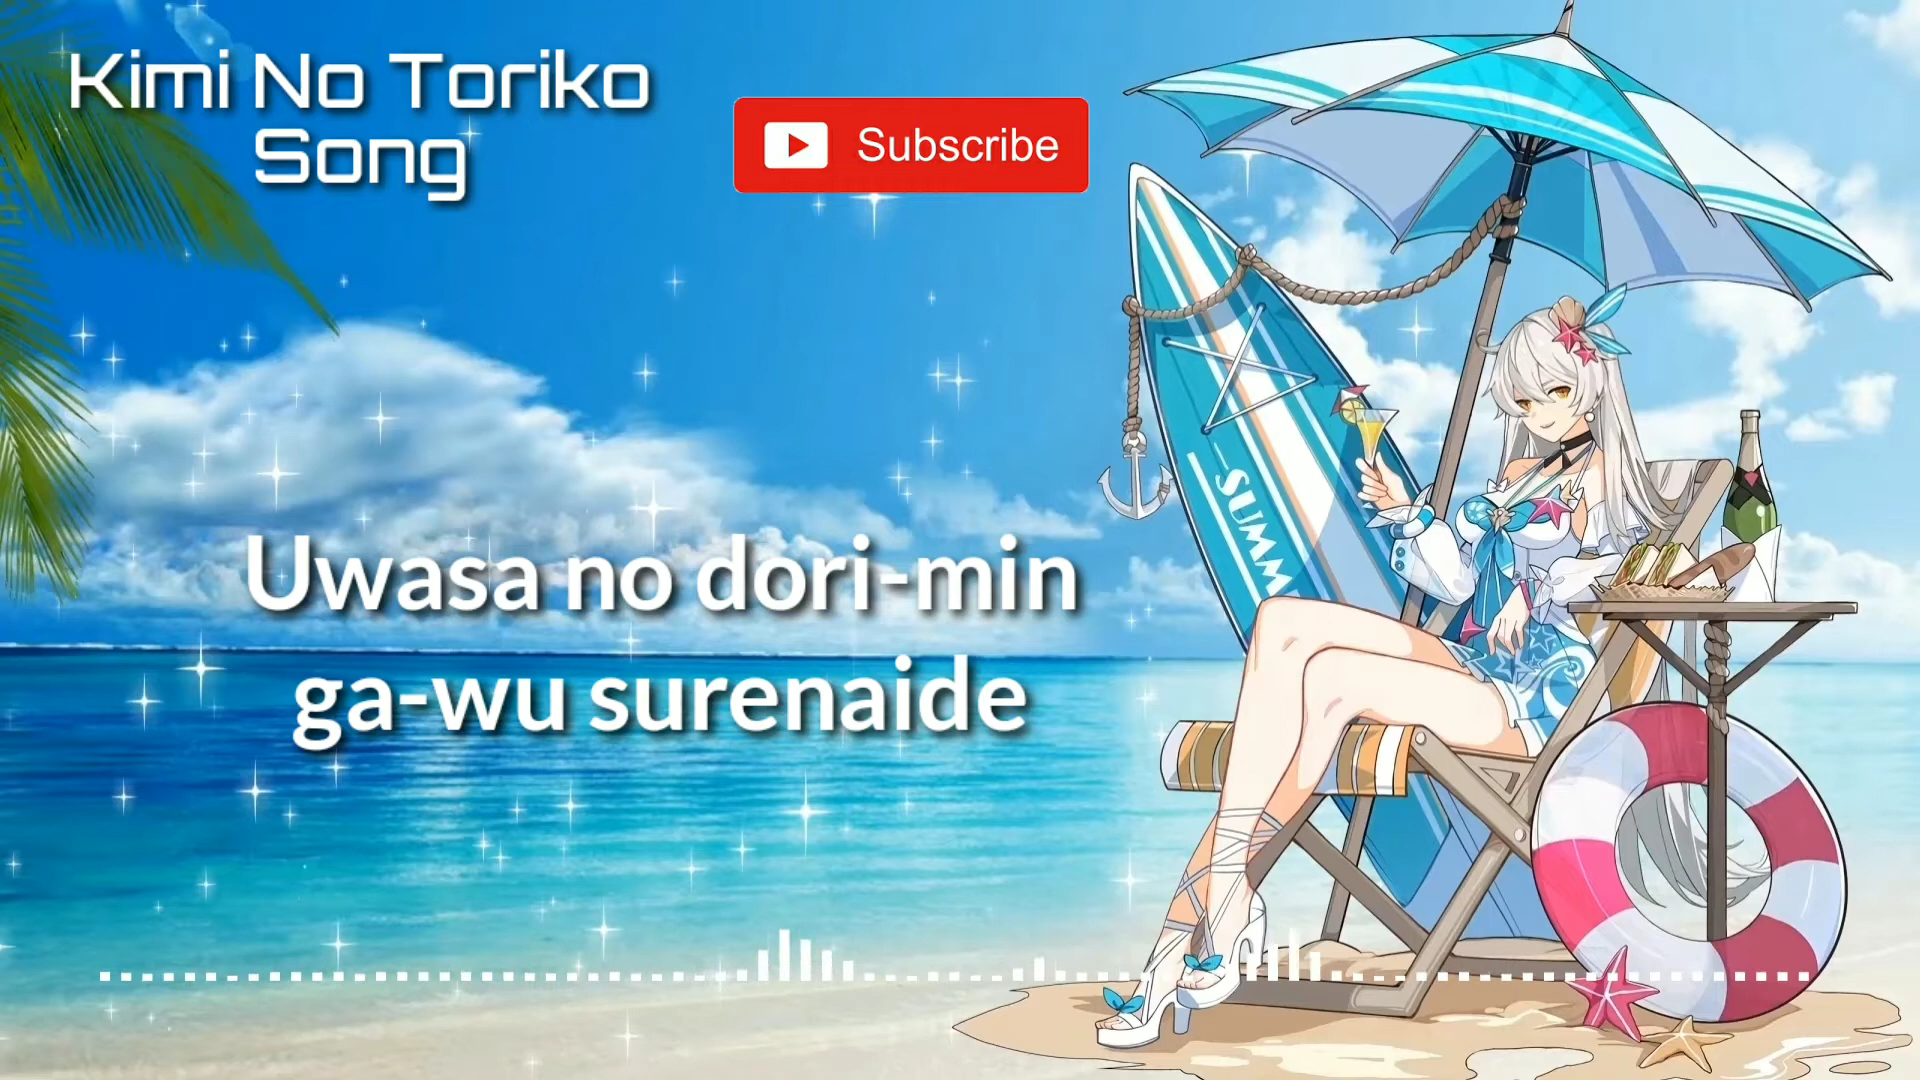 Kimi No Toriko
Song
Subscribe
SUMM
Uwasa no dori-min
ga-wu surenaide